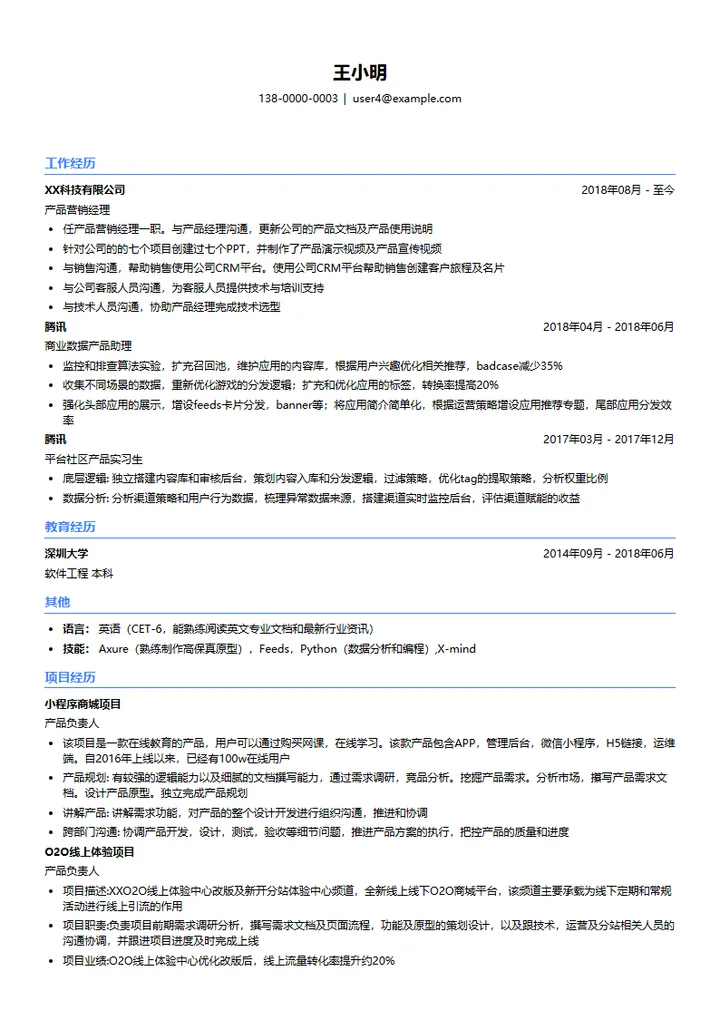 王小明
138-0000-0003 | user4@example.com
工作经历
XX科技有限公司 2018年08月 - 至今
产品营销经理
• 任产品营销经理一职。与产品经理沟通，更新公司的产品文档及产品使用说明
• 针对公司的的七个项目创建过七个PPT，并制作了产品演示视频及产品宣传视频
• 与销售沟通，帮助销售使用公司CRM平台。使用公司CRM平台帮助销售创建客户旅程及名片
• 与公司客服人员沟通，为客服人员提供技术与培训支持
• 与技术人员沟通，协助产品经理完成技术选型
腾讯 2018年04月 - 2018年06月
商业数据产品助理
• 监控和排查算法实验，扩充召回池，维护应用的内容库，根据用户兴趣优化相关推荐，badcase减少35%
• 收集不同场景的数据，重新优化游戏的分发逻辑；扩充和优化应用的标签，转换率提高20%
• 强化头部应用的展示，增设feeds卡片分发，banner等；将应用简介简单化，根据运营策略增设应用推荐专题，尾部应用分发效
率
腾讯 2017年03月 - 2017年12月
平台社区产品实习生
• 底层逻辑: 独立搭建内容库和审核后台，策划内容入库和分发逻辑，过滤策略，优化tag的提取策略，分析权重比例
• 数据分析: 分析渠道策略和用户行为数据，梳理异常数据来源，搭建渠道实时监控后台，评估渠道赋能的收益
教育经历
深圳大学 2014年09月 - 2018年06月
软件工程 本科
其他
• 语言： 英语（CET-6，能熟练阅读英文专业文档和最新行业资讯）
• 技能： Axure（熟练制作高保真原型）, Feeds，Python（数据分析和编程）,X-mind
项目经历
小程序商城项目
产品负责人
• 该项目是一款在线教育的产品，用户可以通过购买网课，在线学习。该款产品包含APP，管理后台，微信小程序，H5链接，运维
端。自2016年上线以来，已经有100w在线用户
• 产品规划: 有较强的逻辑能力以及细腻的文档撰写能力，通过需求调研，竞品分析。挖掘产品需求。分析市场，撰写产品需求文
档。设计产品原型。独立完成产品规划
• 讲解产品: 讲解需求功能，对产品的整个设计开发进行组织沟通，推进和协调
• 跨部门沟通: 协调产品开发，设计，测试，验收等细节问题，推进产品方案的执行，把控产品的质量和进度
O2O线上体验项目
产品负责人
• 项目描述:XXO2O线上体验中心改版及新开分站体验中心频道，全新线上线下O2O商城平台，该频道主要承载为线下定期和常规
活动进行线上引流的作用
• 项目职责:负责项目前期需求调研分析，撰写需求文档及页面流程，功能及原型的策划设计，以及跟技术，运营及分站相关人员的
沟通协调，并跟进项目进度及时完成上线
• 项目业绩:O2O线上体验中心优化改版后，线上流量转化率提升约20%